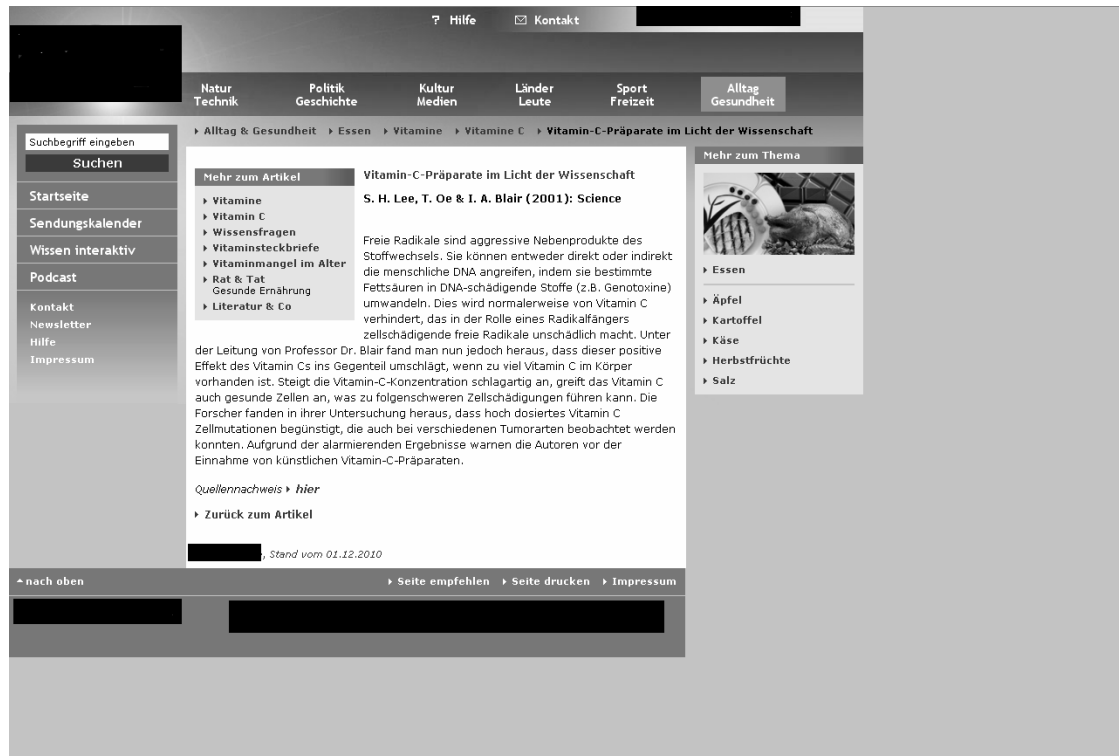 ? Hilfe
Kontakt
Natur
Technik
Politik
Geschichte
Kultur
Medien
Länder
Leute
Sport
Freizeit
Alltag
Gesundheit
Suchbegriff eingeben
Suchen
Startseite
Sendungskalender
Wissen interaktiv
Podcast
Kontakt
Newsletter
Hilfe
Impressum
Alltag & Gesundheit Essen Vitamine Vitamine C Vitamin-C-Präparate im Licht der Wissenschaft
Mehr zum Artikel
Vitamine
Vitamin C
Wissensfragen
Vitaminsteckbriefe
Vitaminmangel im Alter
Rat & Tat
Gesunde Ernährung
Literatur & Co
Vitamin-C-Präparate im Licht der Wissenschaft
S. H. Lee, T. Oe & I. A. Blair (2001): Science
Freie Radikale sind aggressive Nebenprodukte des
Stoffwechsels. Sie können entweder direkt oder indirekt
die menschliche DNA angreifen, indem sie bestimmte
Fettsäuren in DNA-schädigende Stoffe (z.B. Genotoxine)
umwandeln. Dies wird normalerweise von Vitamin C
verhindert, das in der Rolle eines Radikalfängers
zellschädigende freie Radikale unschädlich macht. Unter
der Leitung von Professor Dr. Blair fand man nun jedoch heraus, dass dieser positive
Effekt des Vitamin Cs ins Gegenteil umschlägt, wenn zu viel Vitamin C im Körper
vorhanden ist. Steigt die Vitamin-C-Konzentration schlagartig an, greift das Vitamin C
auch gesunde Zellen an, was zu folgenschweren Zellschädigungen führen kann. Die
Forscher fanden in ihrer Untersuchung heraus, dass hoch dosiertes Vitamin C
Zellmutationen begünstigt, die auch bei verschiedenen Tumorarten beobachtet werden
konnten. Aufgrund der alarmierenden Ergebnisse warnen die Autoren vor der
Einnahme von künstlichen Vitamin-C-Präparaten.
Quellennachweis hier
Zurück zum Artikel
, Stand vom 01.12.2010
Mehr zum Thema
Essen
Äpfel
Kartoffel
Käse
Herbstfrüchte
Salz
nach oben
Seite empfehlen Seite drucken Impressum